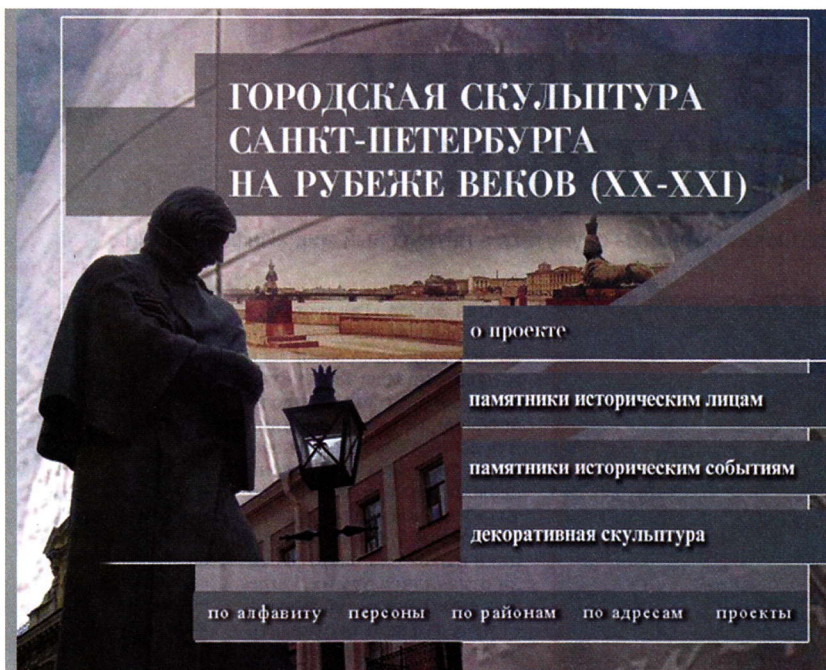 ГОРОДСКАЯ СКУЛЬПТУРА
САНКТ-ПЕТЕРБУРГА
НА РУБЕЖЕ ВЕКОВ (XX-XXI)
о проекте
памятники историческим лицам
памятники историческим событиям
декоративная скульптура
по алфавиту персоны по районам по адресам проекты